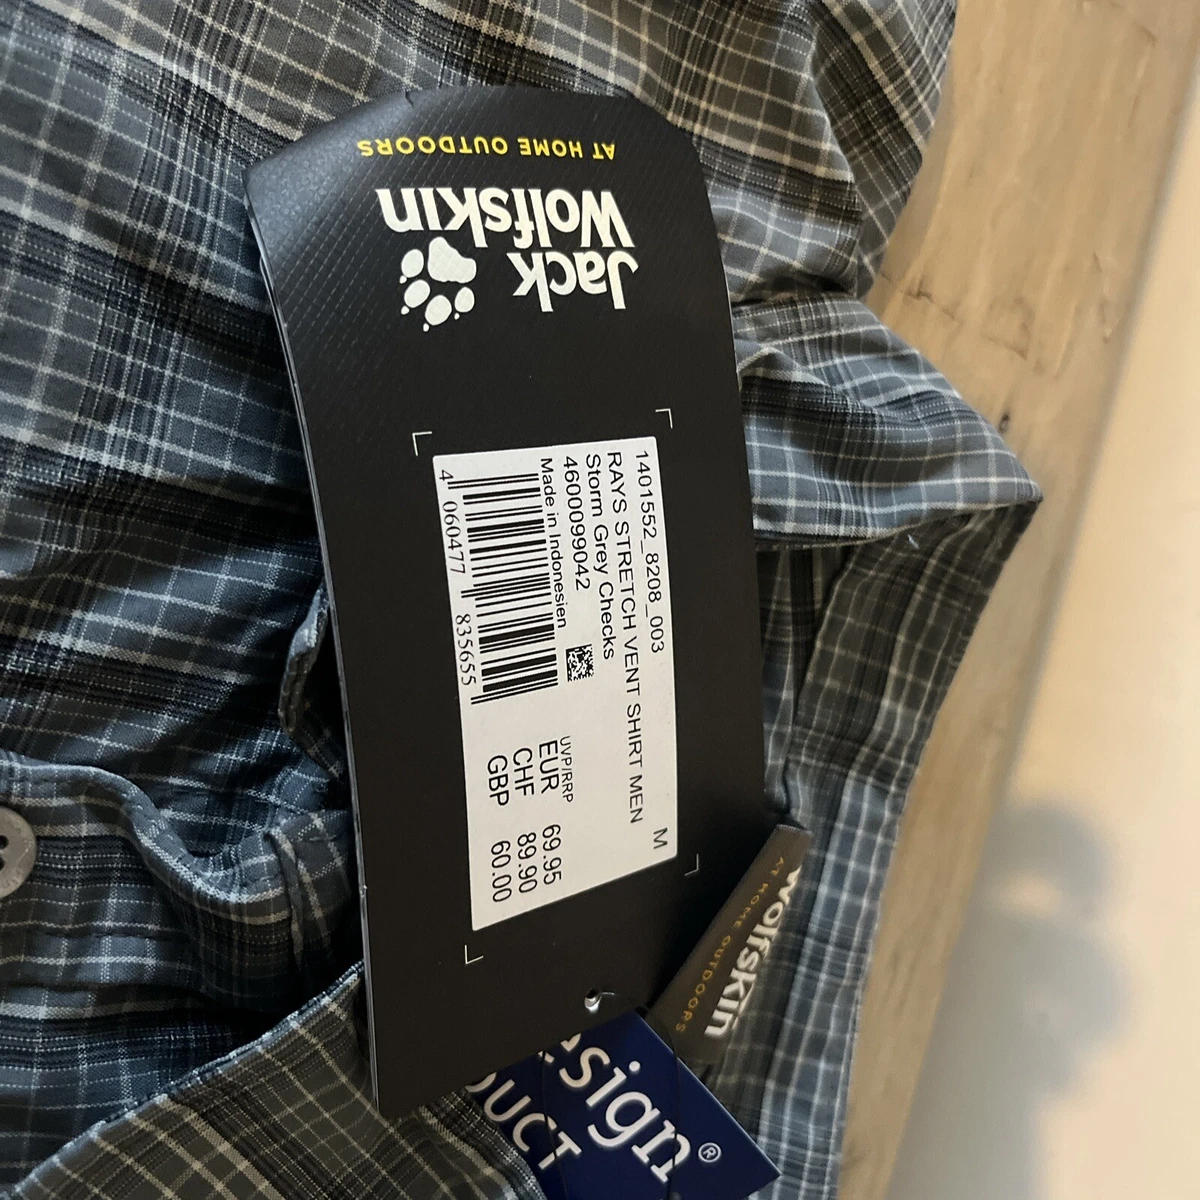 Jack
Wolfskin
AT HOME OUTDOORS
1401552_8208_003
M
RAYS STRETCH VENT SHIRT MEN
Storm Grey Checks
4600099042
Made in Indonesien
4 060477 835655
UVP/RRP
EUR 69.95
CHF 89.90
GBP 60.00
Wolfskin
AT HOME OUTDOORS
esign®
UCT